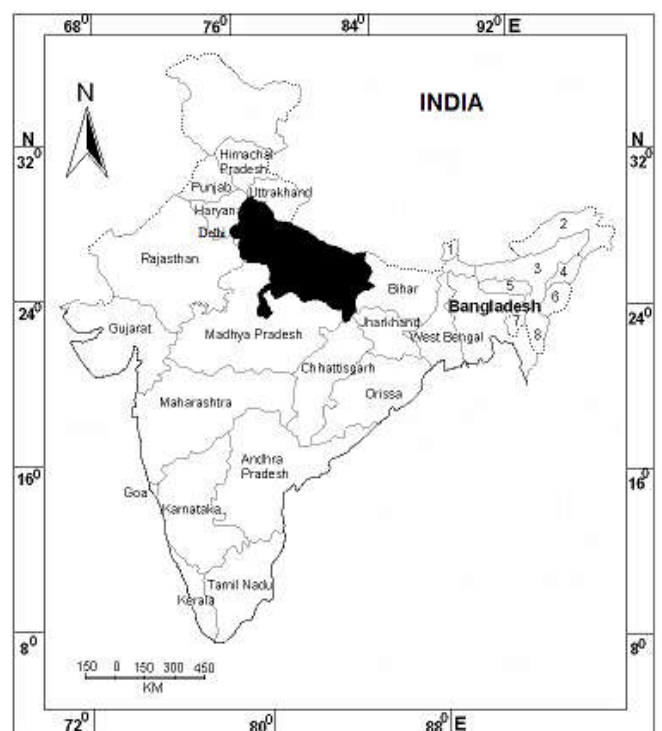 68⁰ 76⁰ 84⁰ 92⁰ E
N
INDIA
N
32⁰
N
32⁰
Himachal
Pradesh
Punjab
Uttrakhand
Haryan
Delhi
Rajasthan
1
2
3
4
5
6
7
8
Bihar
Bangladesh
24⁰
24⁰
Gujarat
Madhya Pradesh
Jharkhand
West Bengal
Chhattisgarh
Orissa
Maharashtra
Andhra
Pradesh
16⁰
16⁰
Goa
Karnataka
Tamil Nadu
Kerala
8⁰
8⁰
150 0 150 300 450
KM
72⁰ 80⁰ 88⁰ E